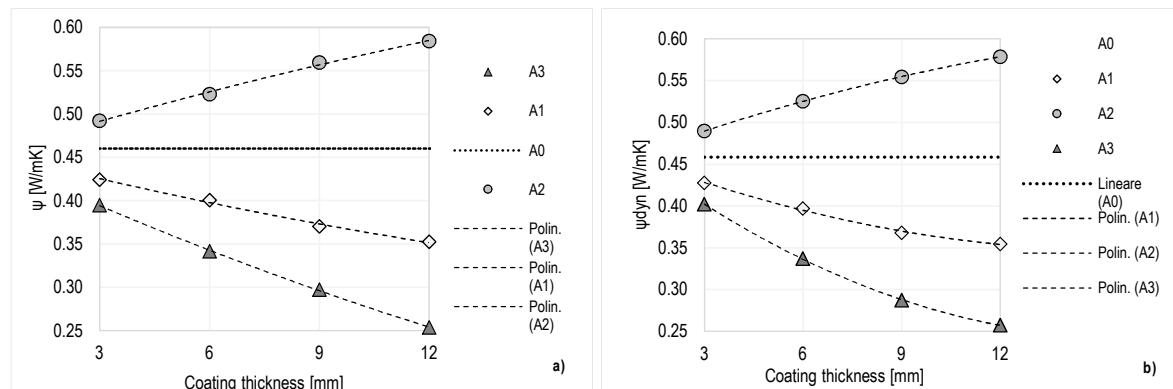 0.60
0.55
0.50
0.45
0.40
0.35
0.30
0.25
ψ [W/mK]
3
6
9
12
Coating thickness [mm]
A3
A1
A0
A2
Polin.
(A3)
Polin.
(A1)
Polin.
(A2)
a)
0.60
0.55
0.50
0.45
0.40
0.35
0.30
0.25
ψdyn [W/mK]
3
6
9
12
Coating thickness [mm]
A0
A1
A2
A3
Lineare
(A0)
Polin. (A1)
Polin. (A2)
Polin. (A3)
b)